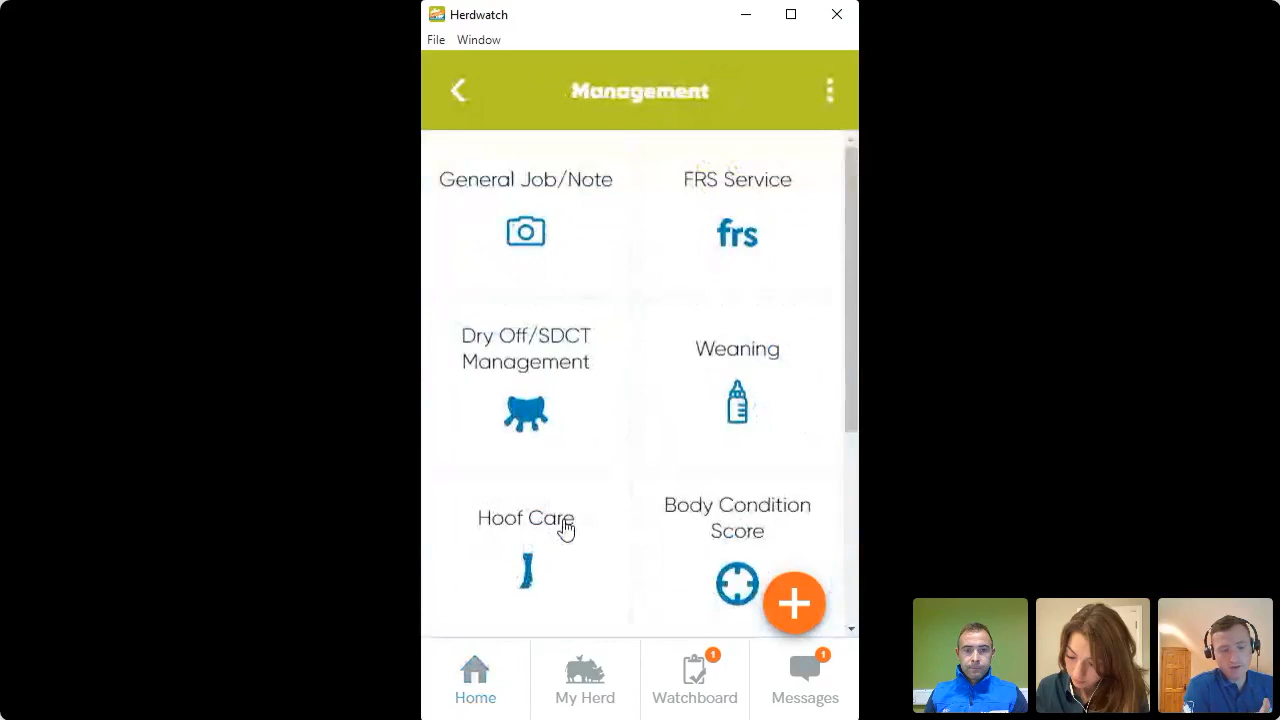 Herdwatch
File Window
Management
General Job/Note
FRS Service
frs
Dry Off/SDCT
Management
Weaning
Hoof Care
Body Condition
Score
1
1
Home
My Herd
Watchboard
Messages